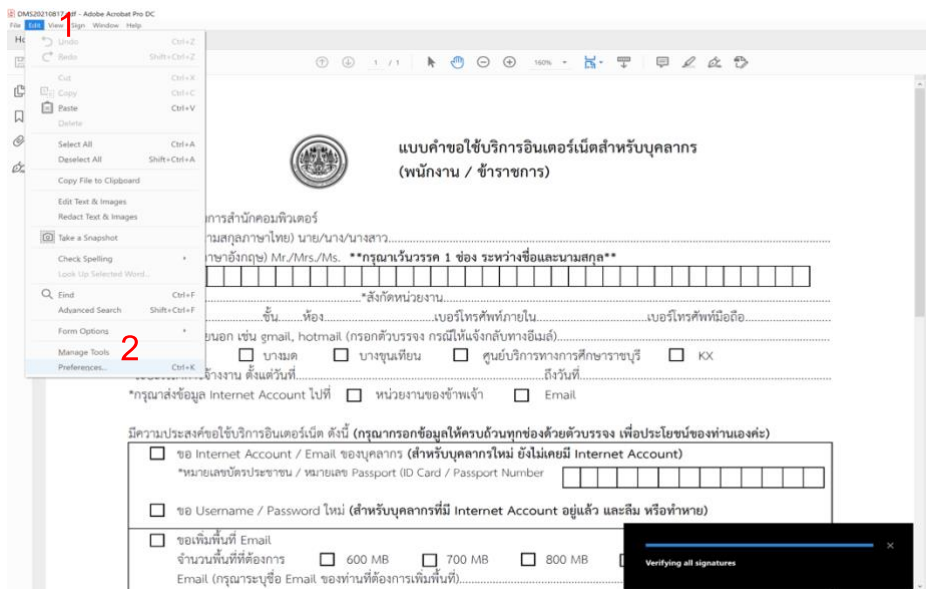 DMS20210817.pdf - Adobe Acrobat Pro DC
File Edit View Sign Window Help
1
Undo Ctrl+Z
Redo Shift+Ctrl+Z
1 / 1 160%
Cut Ctrl+X
Copy Ctrl+C
Paste Ctrl+V
Delete
Select All Ctrl+A
Deselect All Shift+Ctrl+A
Copy File to Clipboard
Edit Text & Images
Redact Text & Images
Take a Snapshot
Check Spelling
Look Up Selected Word...
Find Ctrl+F
Advanced Search Shift+Ctrl+F
Form Options
Manage Tools
2
Preferences... Ctrl+K
แบบคำขอใช้บริการอินเตอร์เน็ตสำหรับบุคลากร
(พนักงาน / ข้าราชการ)
การสำนักคอมพิวเตอร์
ามสกุลภาษาไทย) นาย/นาง/นางสาว
าษาอังกฤษ) Mr./Mrs./Ms. **กรุณาเว้นวรรค 1 ช่อง ระหว่างชื่อและนามสกุล**
*สังกัดหน่วยงาน
ชั้น ห้อง เบอร์โทรศัพท์ภายใน เบอร์โทรศัพท์มือถือ
ยนอก เช่น gmail, hotmail (กรอกตัวบรรจง กรณีให้แจ้งกลับทางอีเมล์)
บางมด บางขุนเทียน ศูนย์บริการทางการศึกษาราชบุรี KX
จ้างงาน ตั้งแต่วันที่ ถึงวันที่
*กรุณาส่งข้อมูล Internet Account ไปที่ หน่วยงานของข้าพเจ้า Email
มีความประสงค์ขอใช้บริการอินเตอร์เน็ต ดังนี้ (กรุณากรอกข้อมูลให้ครบถ้วนทุกช่องด้วยตัวบรรจง เพื่อประโยชน์ของท่านเองค่ะ)
ขอ Internet Account / Email ของบุคลากร (สำหรับบุคลากรใหม่ ยังไม่เคยมี Internet Account)
*หมายเลขบัตรประชาชน / หมายเลข Passport (ID Card / Passport Number
ขอ Username / Password ใหม่ (สำหรับบุคลากรที่มี Internet Account อยู่แล้ว และลืม หรือทำหาย)
ขอเพิ่มพื้นที่ Email
จำนวนพื้นที่ที่ต้องการ 600 MB 700 MB 800 MB
Email (กรุณาระบุชื่อ Email ของท่านที่ต้องการเพิ่มพื้นที่)
Verifying all signatures